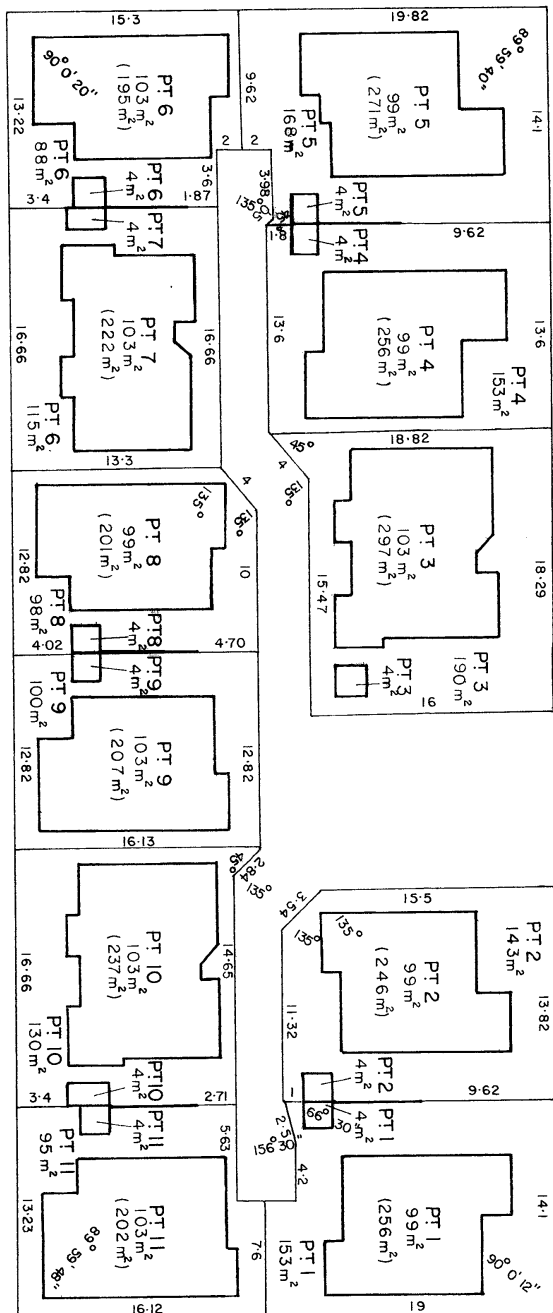 15.3
19.82
90° 0' 20"
PT 6
103 m²
(195 m²)
13.22
PT 6
88 m²
3.4
PT 6
4 m²
3.6
1.87
9.62
2
2
PT 5
99 m²
(271 m²)
89° 59' 40"
14.1
PT 5
168 m²
3.98
135°
PT 5
4 m²
1.8
9.62
PT 7
4 m²
PT 4
4 m²
PT 7
103 m²
(222 m²)
16.66
16.66
PT 6
115 m²
13.3
13.6
PT 4
99 m²
(256 m²)
PT 4
153 m²
13.6
18.82
45°
4
135°
4
135°
135°
PT 8
99 m²
(201 m²)
12.82
PT 8
98 m²
10
PT 8
4 m²
4.02
4.70
PT 3
103 m²
(297 m²)
18.29
15.47
PT 3
4 m²
PT 3
190 m²
16
PT 9
4 m²
PT 9
100 m²
PT 9
103 m²
(207 m²)
12.82
12.82
16.13
45°
2.84
135°
3.54
15.5
135°
135°
PT 2
143 m²
PT 2
99 m²
(246 m²)
13.82
PT 10
103 m²
(237 m²)
16.66
14.65
PT 10
130 m²
11.32
PT 10
4 m²
3.4
2.71
PT 2
4 m²
1
9.62
PT 11
4 m²
PT 1
4 m²
66° 30'
2.5
156° 30'
5.63
4.2
PT 11
95 m²
PT 11
103 m²
(202 m²)
13.23
89° 59' 48"
16.12
7.6
PT 1
153 m²
PT 1
99 m²
(256 m²)
14.1
90° 0' 12"
19